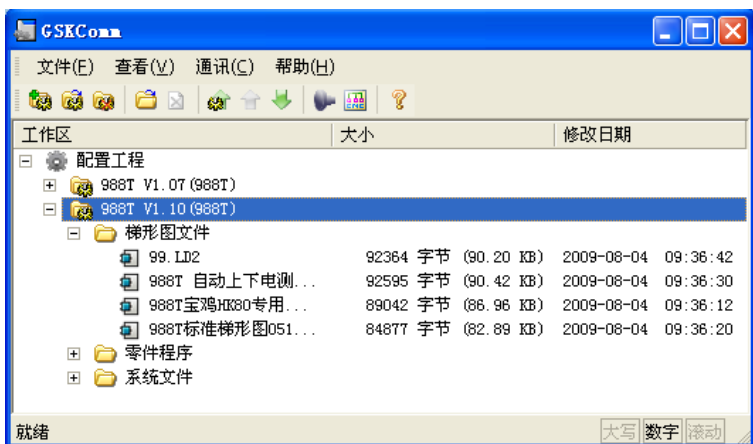 GSKComm
文件(F) 查看(V) 通讯(C) 帮助(H)
工作区 大小 修改日期
配置工程
988T V1.07(988T)
988T V1.10(988T)
梯形图文件
99.LD2 92364 字节 (90.20 KB) 2009-08-04 09:36:42
988T 自动上下电测... 92595 字节 (90.42 KB) 2009-08-04 09:36:30
988T宝鸡HK80专用... 89042 字节 (86.96 KB) 2009-08-04 09:36:12
988T标准梯形图051... 84877 字节 (82.89 KB) 2009-08-04 09:36:20
零件程序
系统文件
就绪 大写 数字 滚动